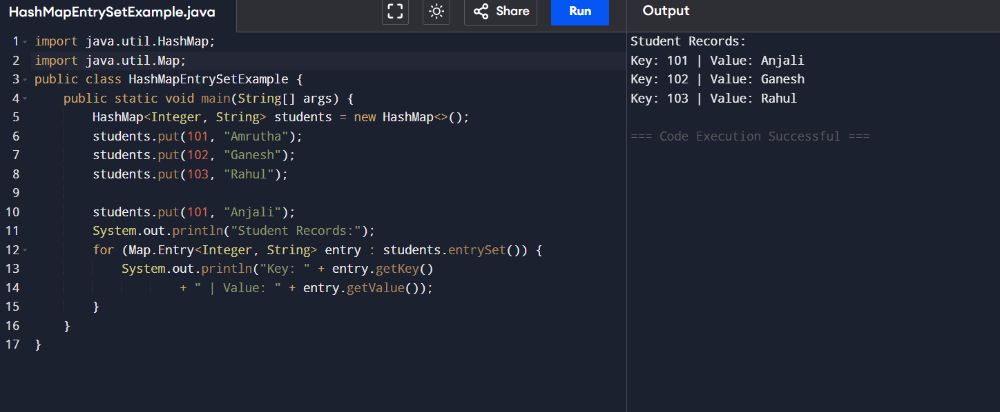 HashMapEntrySetExample.java
Share
Run
Output
1 import java.util.HashMap;
2 import java.util.Map;
3 public class HashMapEntrySetExample {
4     public static void main(String[] args) {
5         HashMap<Integer, String> students = new HashMap<>();
6         students.put(101, "Amrutha");
7         students.put(102, "Ganesh");
8         students.put(103, "Rahul");
9
10         students.put(101, "Anjali");
11         System.out.println("Student Records:");
12         for (Map.Entry<Integer, String> entry : students.entrySet()) {
13             System.out.println("Key: " + entry.getKey()
14                     + " | Value: " + entry.getValue());
15         }
16     }
17 }
Student Records:
Key: 101 | Value: Anjali
Key: 102 | Value: Ganesh
Key: 103 | Value: Rahul
=== Code Execution Successful ===